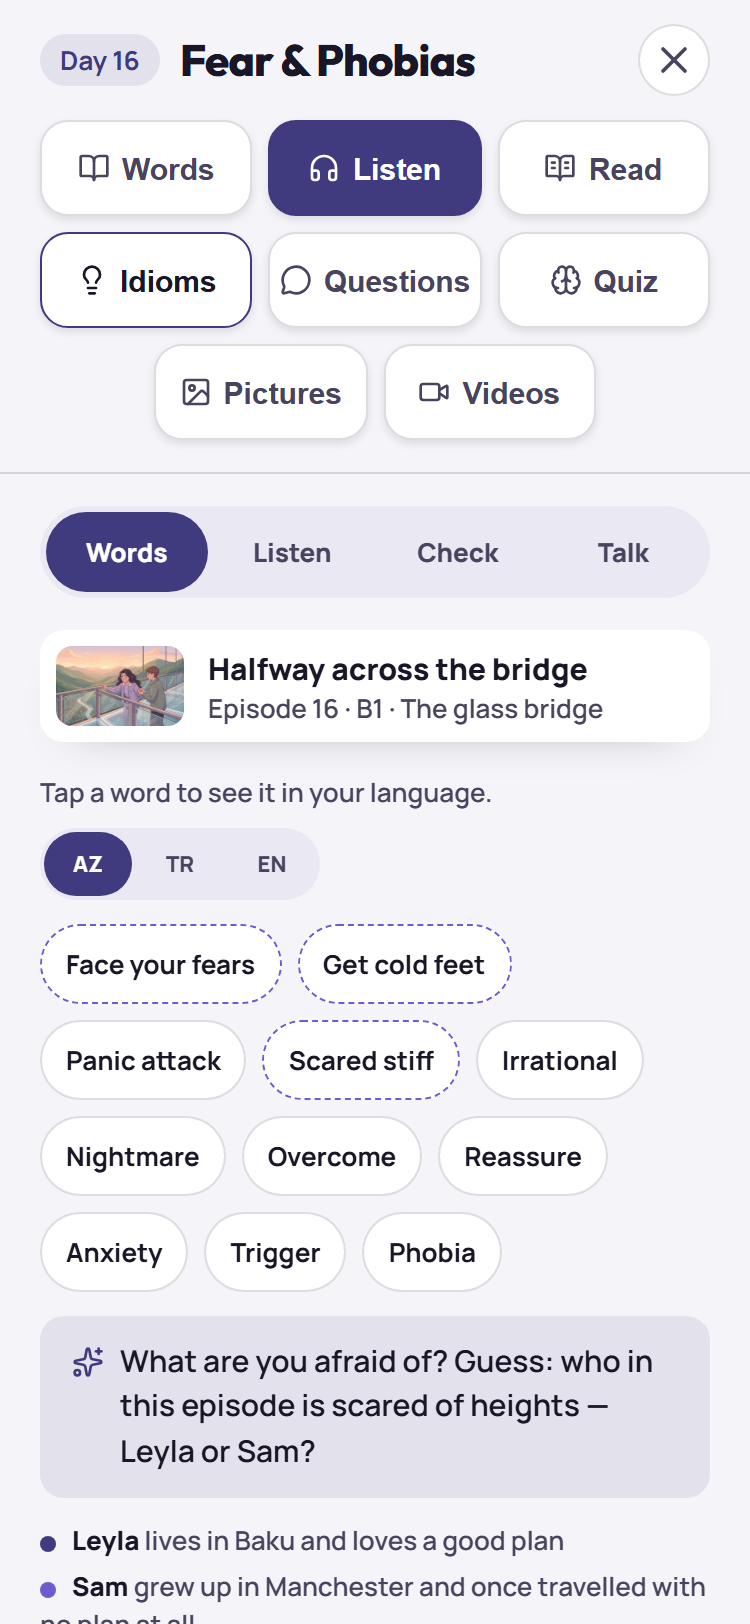 Day 16 Fear & Phobias
Words Listen Read
Idioms Questions Quiz
Pictures Videos
Words Listen Check Talk
Halfway across the bridge
Episode 16 · B1 · The glass bridge
Tap a word to see it in your language.
AZ TR EN
Face your fears Get cold feet
Panic attack Scared stiff Irrational
Nightmare Overcome Reassure
Anxiety Trigger Phobia
What are you afraid of? Guess: who in
this episode is scared of heights —
Leyla or Sam?
Leyla lives in Baku and loves a good plan
Sam grew up in Manchester and once travelled with
no plan at all